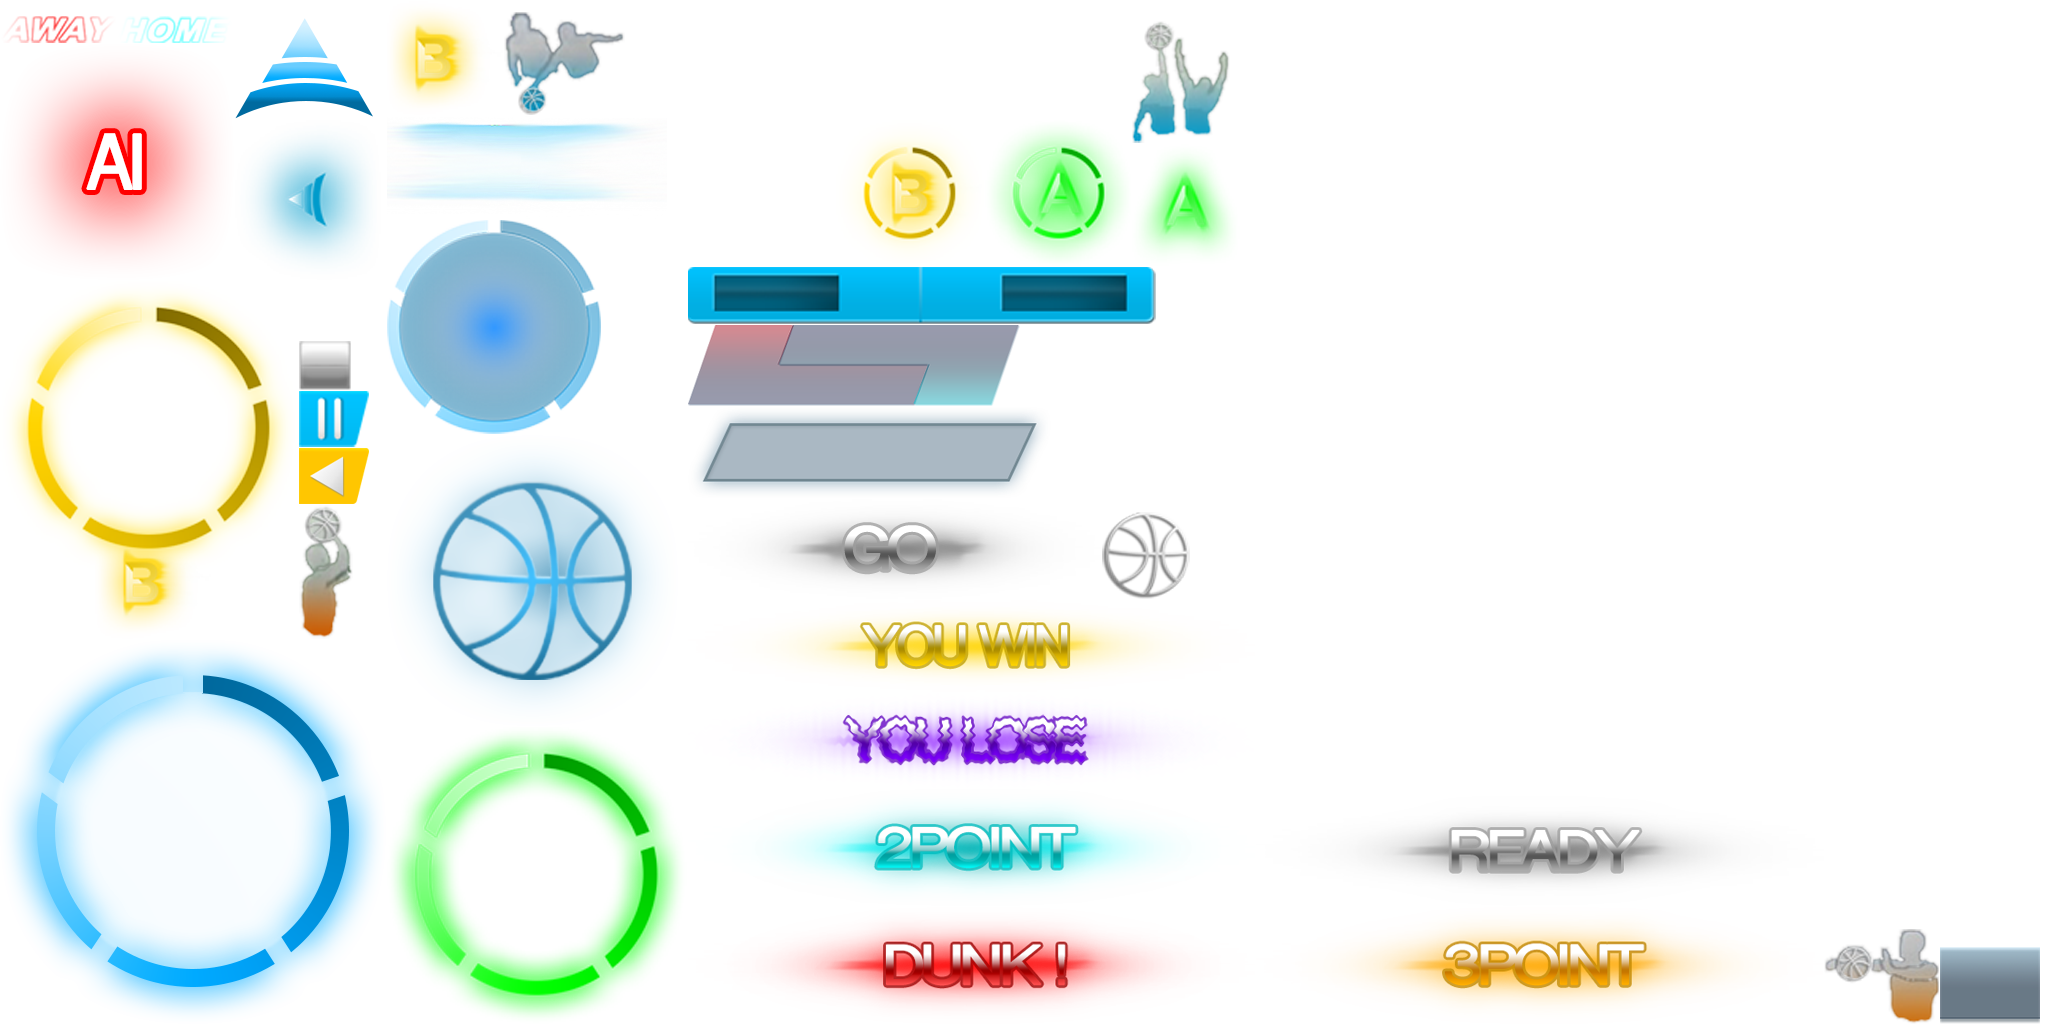 AWAY HOME
B
AI
B
A
A
B
GO
YOU WIN
YOU LOSE
2POINT
READY
DUNK !
3POINT